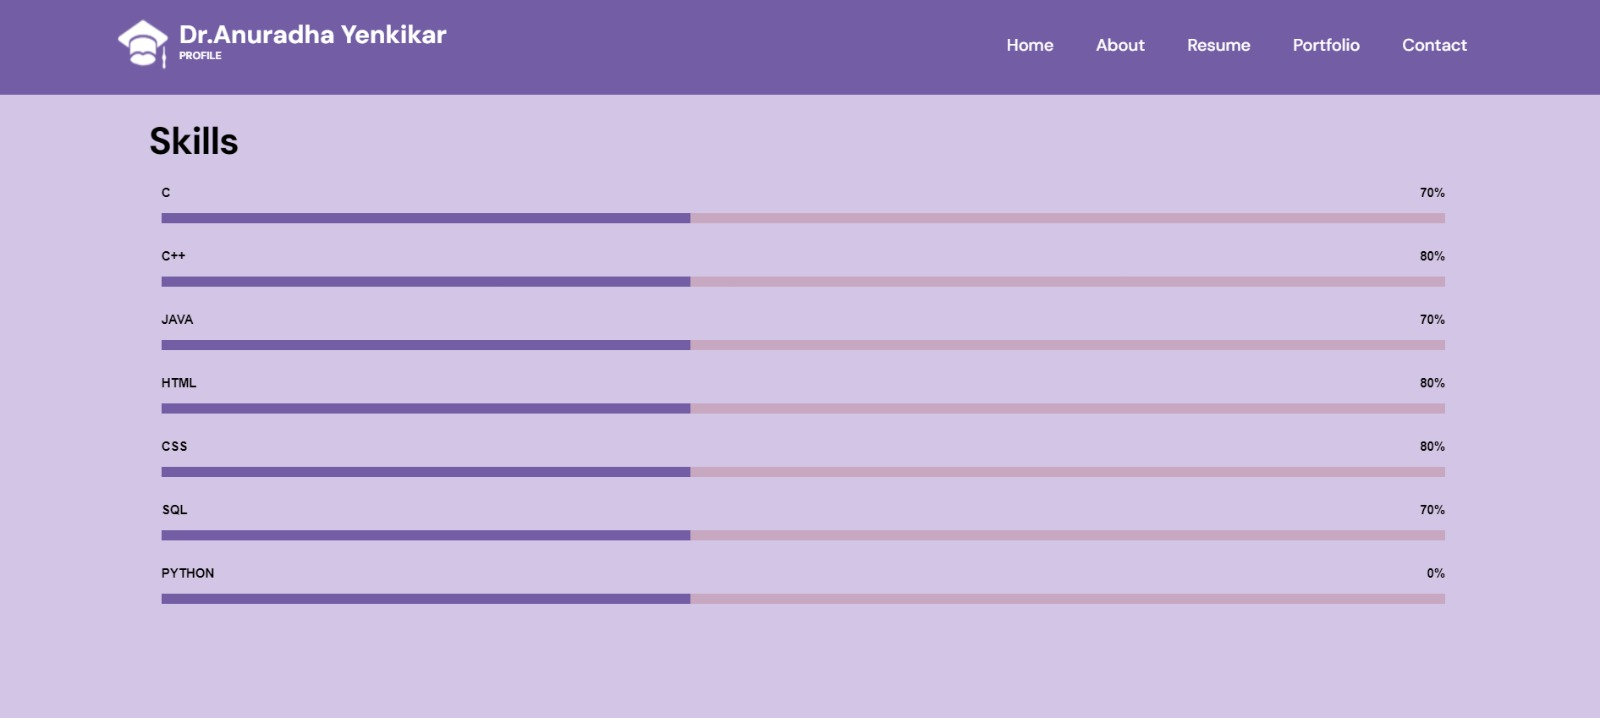 Dr.Anuradha Yenkikar
PROFILE
Home About Resume Portfolio Contact
Skills
C 70%
C++ 80%
JAVA 70%
HTML 80%
CSS 80%
SQL 70%
PYTHON 0%